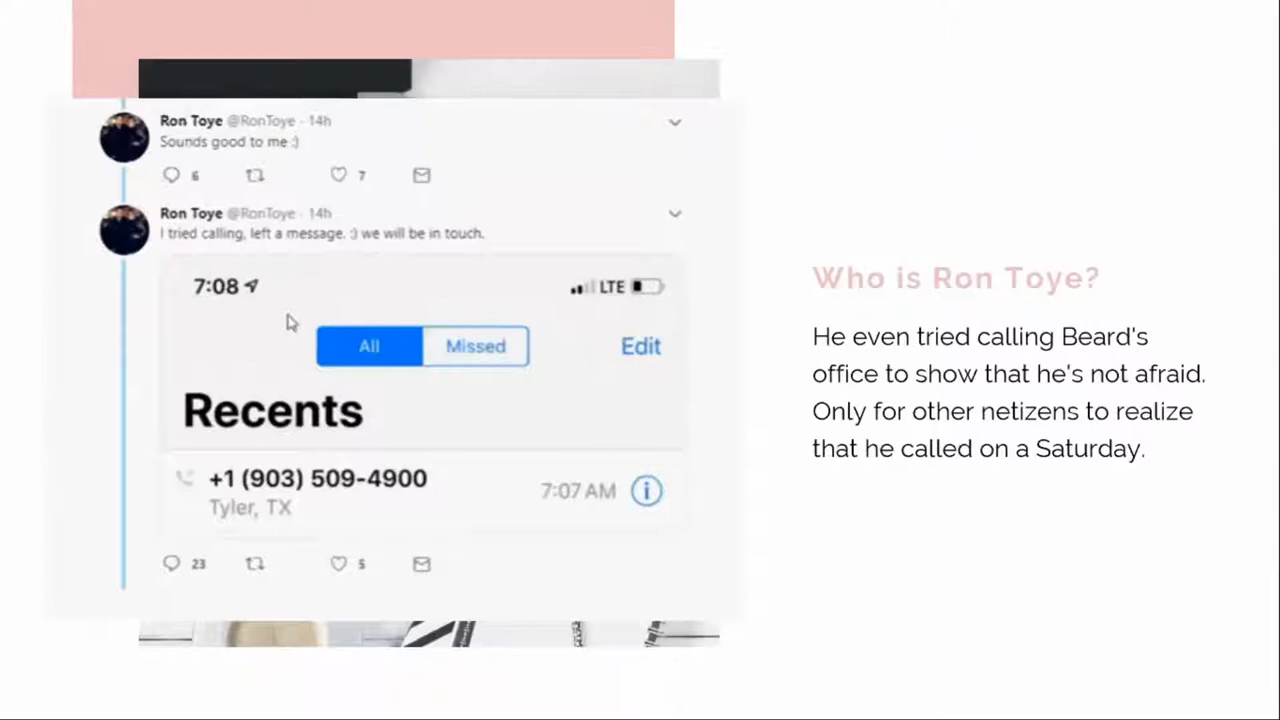 Ron Toye @RonToye · 14h
Sounds good to me :)
6 7
Ron Toye @RonToye · 14h
I tried calling, left a message. :) we will be in touch.
7:08 LTE
All Missed Edit
Recents
+1 (903) 509-4900
Tyler, TX
7:07 AM
23 5
Who is Ron Toye?
He even tried calling Beard's
office to show that he's not afraid.
Only for other netizens to realize
that he called on a Saturday.